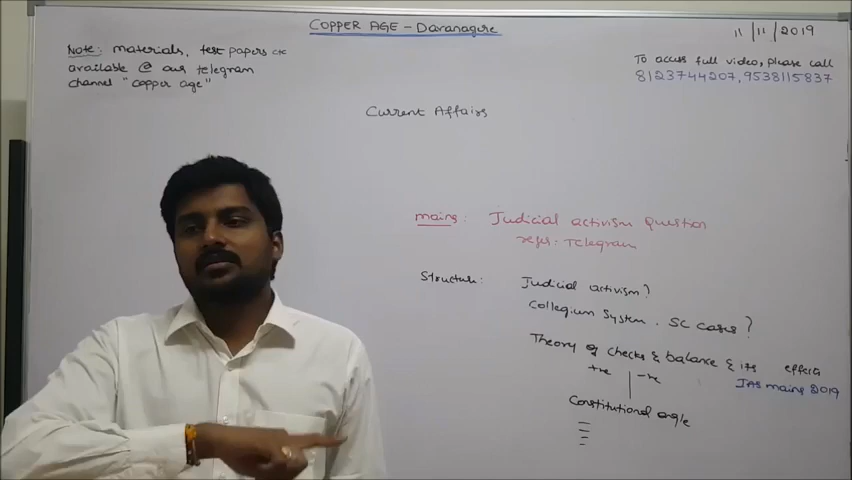 COPPER AGE - Davanagere
11/11/2019
Note: materials, test papers etc
available @ our telegram
channel "copper age"
To access full video, please call
8123744207, 9538115837
Current Affairs
mains: Judicial activism Question
refer: Telegram
Structure: Judicial activism?
Collegium System, SC cases?
Theory of checks & balance & its effects
+ve -ve
IAS mains 2019
Constitutional angle